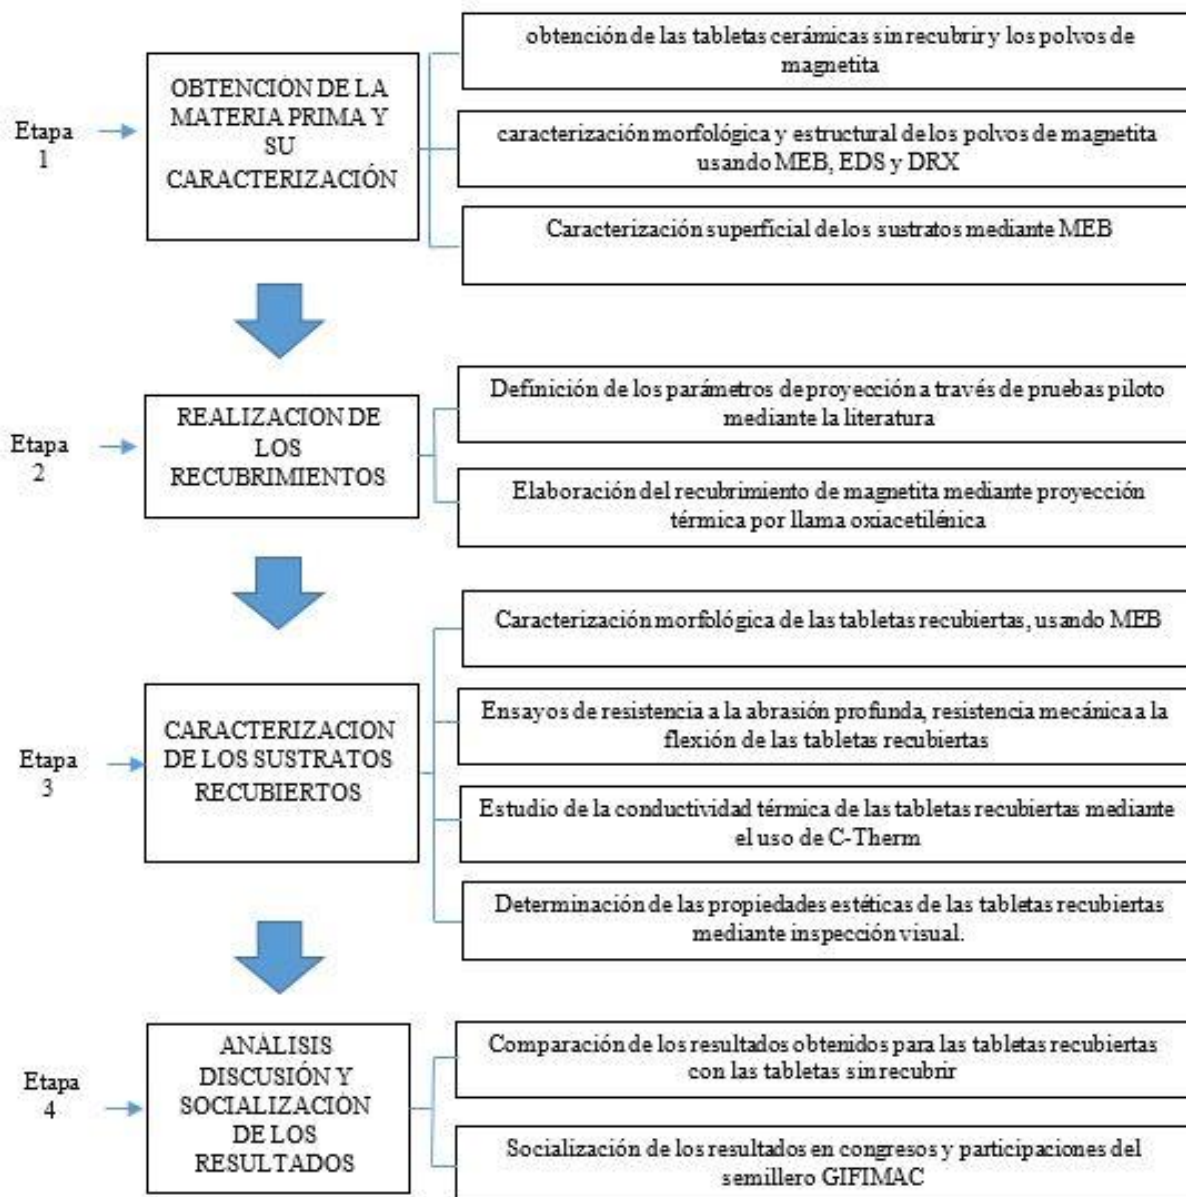 Etapa
1
OBTENCIÓN DE LA
MATERIA PRIMA Y
SU
CARACTERIZACIÓN
obtención de las tabletas cerámicas sin recubrir y los polvos de
magnetita
caracterización morfológica y estructural de los polvos de magnetita
usando MEB, EDS y DRX
Caracterización superficial de los sustratos mediante MEB
Etapa
2
REALIZACION DE
LOS
RECUBRIMIENTOS
Definición de los parámetros de proyección a través de pruebas piloto
mediante la literatura
Elaboración del recubrimiento de magnetita mediante proyección
térmica por llama oxiacetilénica
Etapa
3
CARACTERIZACION
DE LOS SUSTRATOS
RECUBIERTOS
Caracterización morfológica de las tabletas recubiertas, usando MEB
Ensayos de resistencia a la abrasión profunda, resistencia mecánica a la
flexión de las tabletas recubiertas
Estudio de la conductividad térmica de las tabletas recubiertas mediante
el uso de C-Therm
Determinación de las propiedades estéticas de las tabletas recubiertas
mediante inspección visual.
Etapa
4
ANÁLISIS
DISCUSIÓN Y
SOCIALIZACIÓN
DE LOS
RESULTADOS
Comparación de los resultados obtenidos para las tabletas recubiertas
con las tabletas sin recubrir
Socialización de los resultados en congresos y participaciones del
semillero GIFIMAC